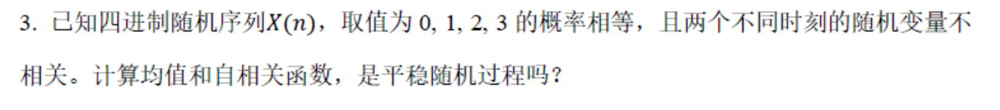 3. 已知四进制随机序列X(n)，取值为 0, 1, 2, 3 的概率相等，且两个不同时刻的随机变量不
相关。计算均值和自相关函数，是平稳随机过程吗？